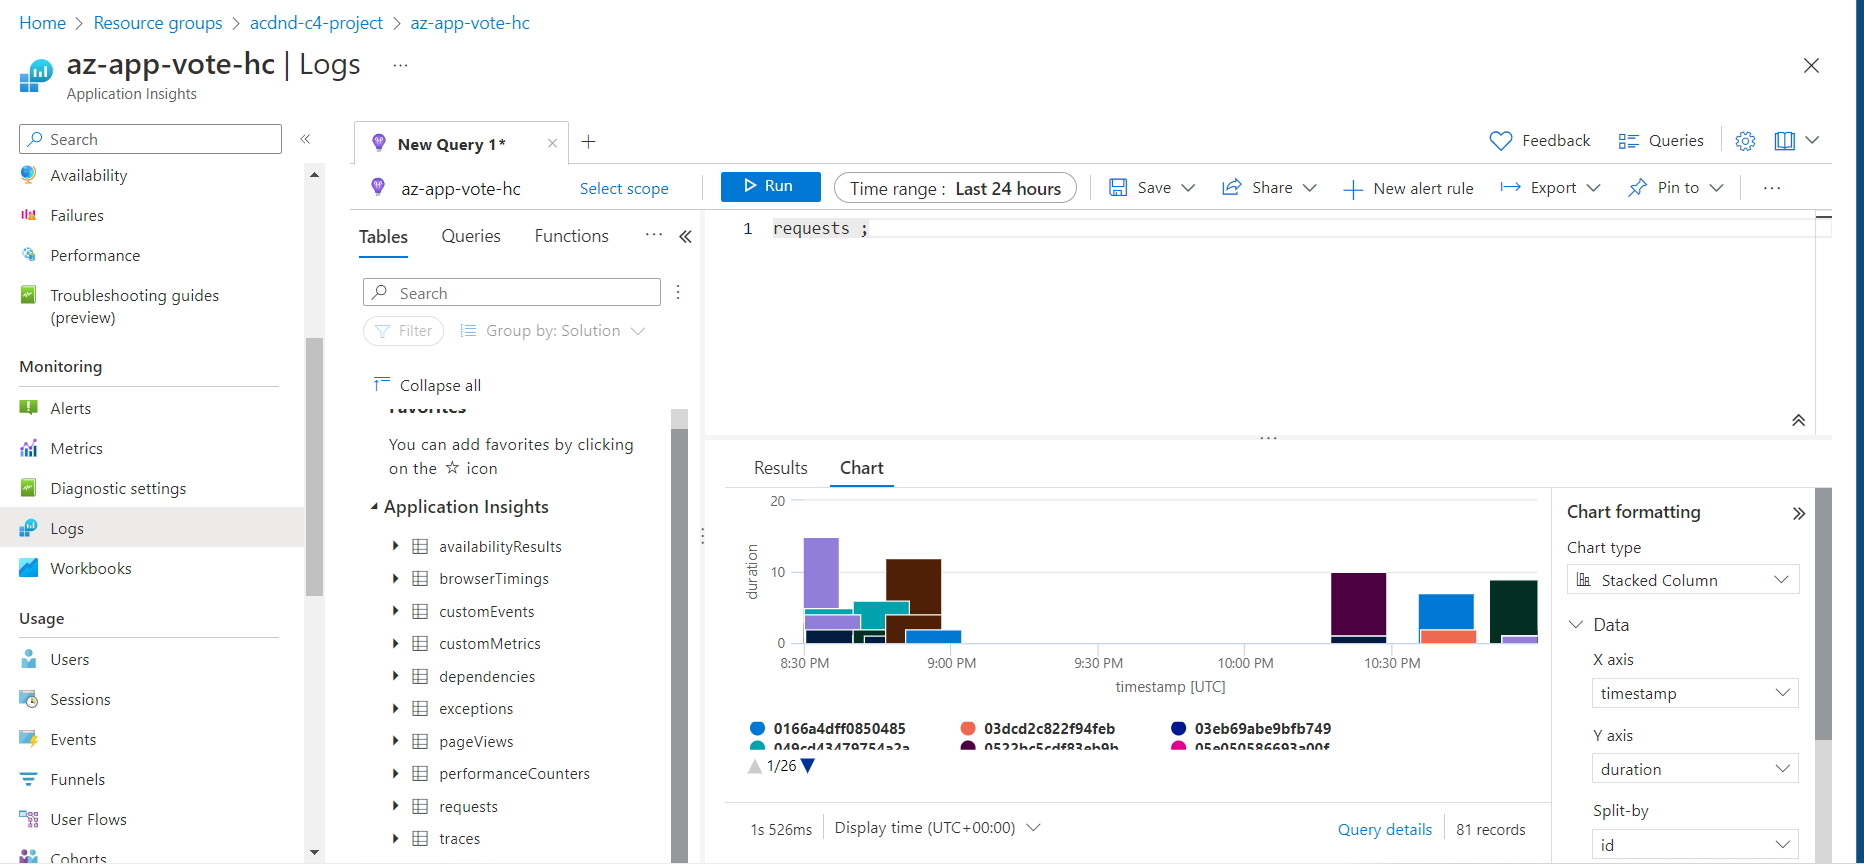 Home > Resource groups > acdnd-c4-project > az-app-vote-hc
az-app-vote-hc | Logs ...
Application Insights
Search
Availability
Failures
Performance
Troubleshooting guides
(preview)
Monitoring
Alerts
Metrics
Diagnostic settings
Logs
Workbooks
Usage
Users
Sessions
Events
Funnels
User Flows
Cohorts
New Query 1*
Feedback
Queries
az-app-vote-hc
Select scope
Run
Time range : Last 24 hours
Save
Share
New alert rule
Export
Pin to
...
Tables
Queries
Functions
...
Search
Filter
Group by: Solution
Collapse all
Favorites
You can add favorites by clicking
on the ☆ icon
Application Insights
availabilityResults
browserTimings
customEvents
customMetrics
dependencies
exceptions
pageViews
performanceCounters
requests
traces
1 requests ;
Results
Chart
20
10
0
duration
8:30 PM
9:00 PM
9:30 PM
10:00 PM
10:30 PM
timestamp [UTC]
0166a4dff0850485
03dcd2c822f94feb
03eb69abe9bfb749
049cd43479754a2a
0522bc5cdf83eb9b
05e050586693a00f
1/26
1s 526ms
Display time (UTC+00:00)
Query details
81 records
Chart formatting
Chart type
Stacked Column
Data
X axis
timestamp
Y axis
duration
Split-by
id